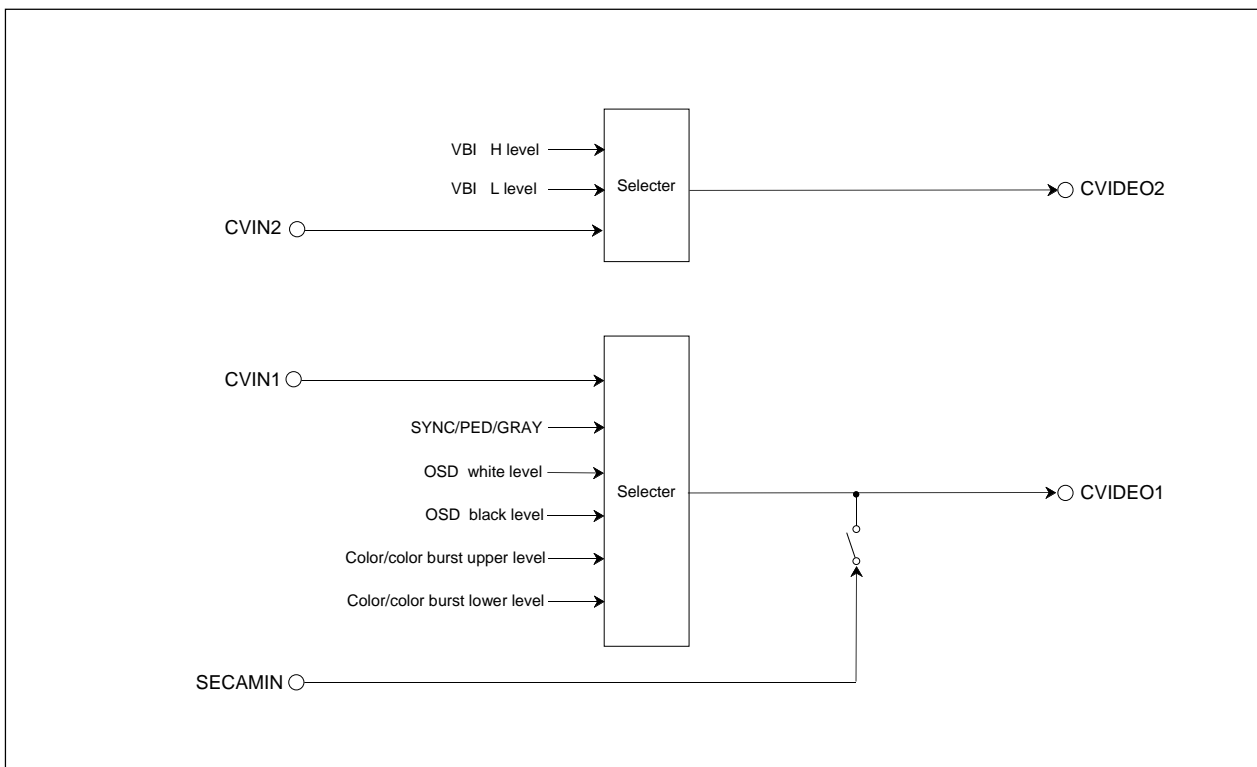 VBI H level
VBI L level
Selecter
CVIDEO2
CVIN2
CVIN1
SYNC/PED/GRAY
OSD white level
Selecter
CVIDEO1
OSD black level
Color/color burst upper level
Color/color burst lower level
SECAMIN